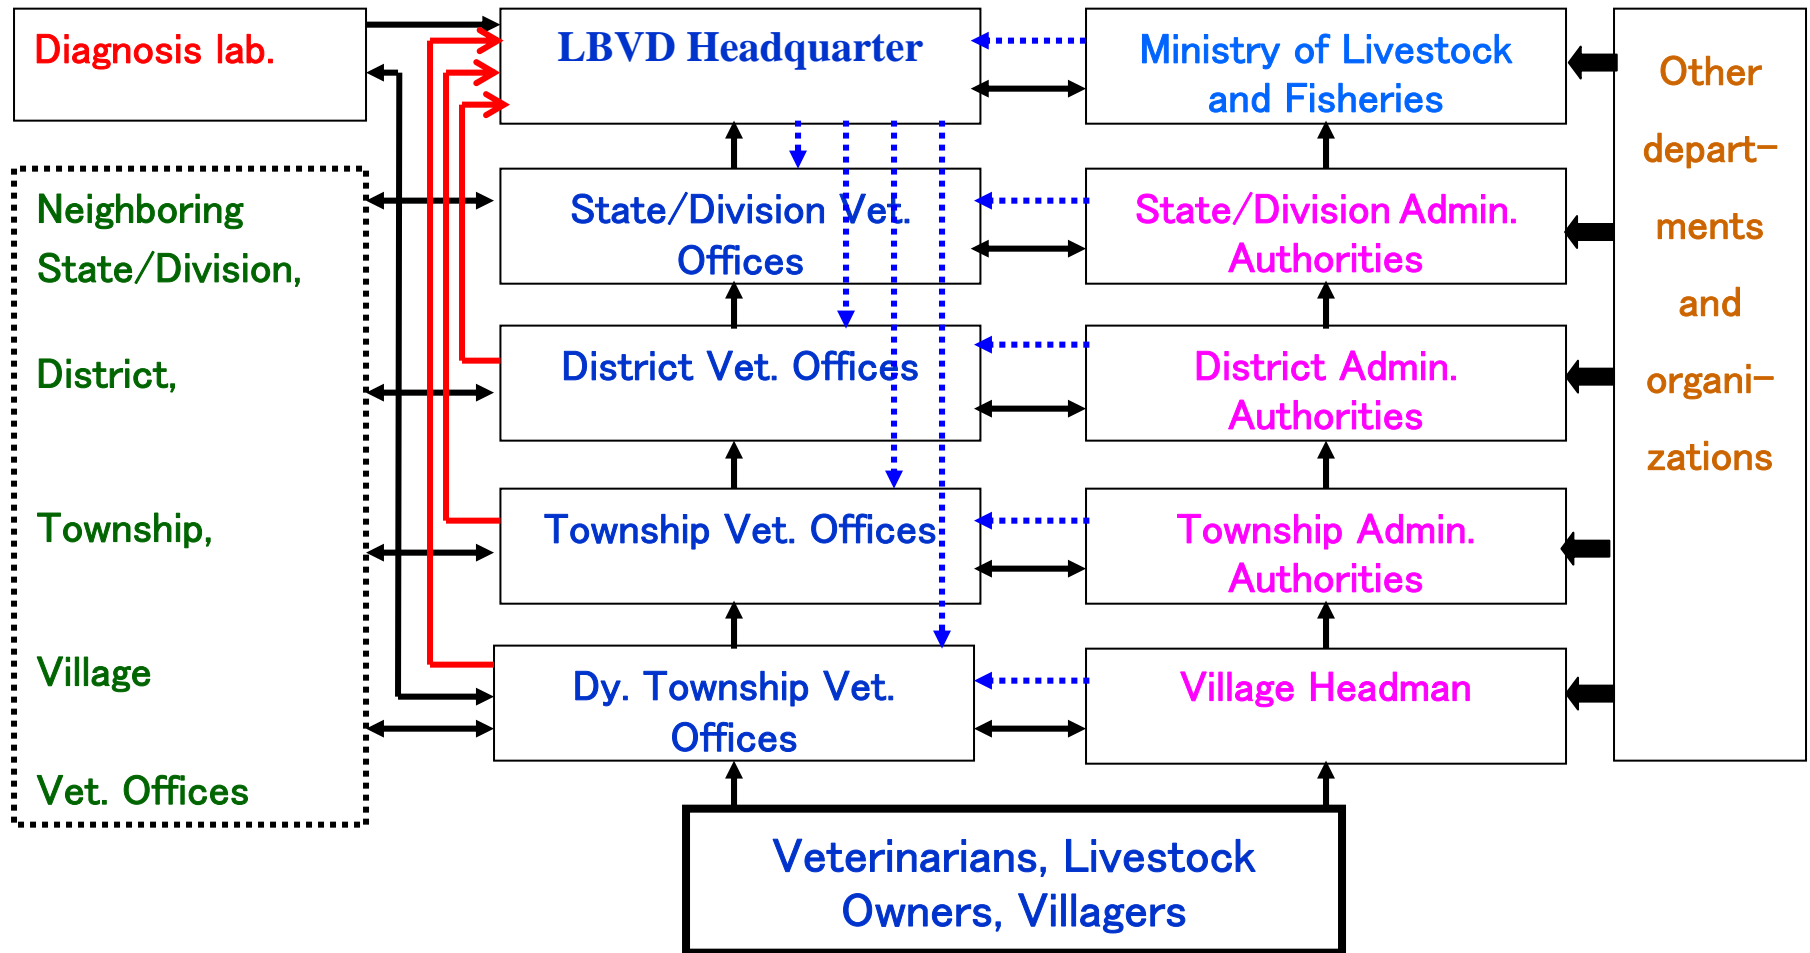 Diagnosis lab.
LBVD Headquarter
Ministry of Livestock
and Fisheries
Other
depart-
ments
and
organi-
zations
Neighboring
State/Division,
District,
Township,
Village
Vet. Offices
State/Division Vet.
Offices
State/Division Admin.
Authorities
District Vet. Offices
District Admin.
Authorities
Township Vet. Offices
Township Admin.
Authorities
Dy. Township Vet.
Offices
Village Headman
Veterinarians, Livestock
Owners, Villagers